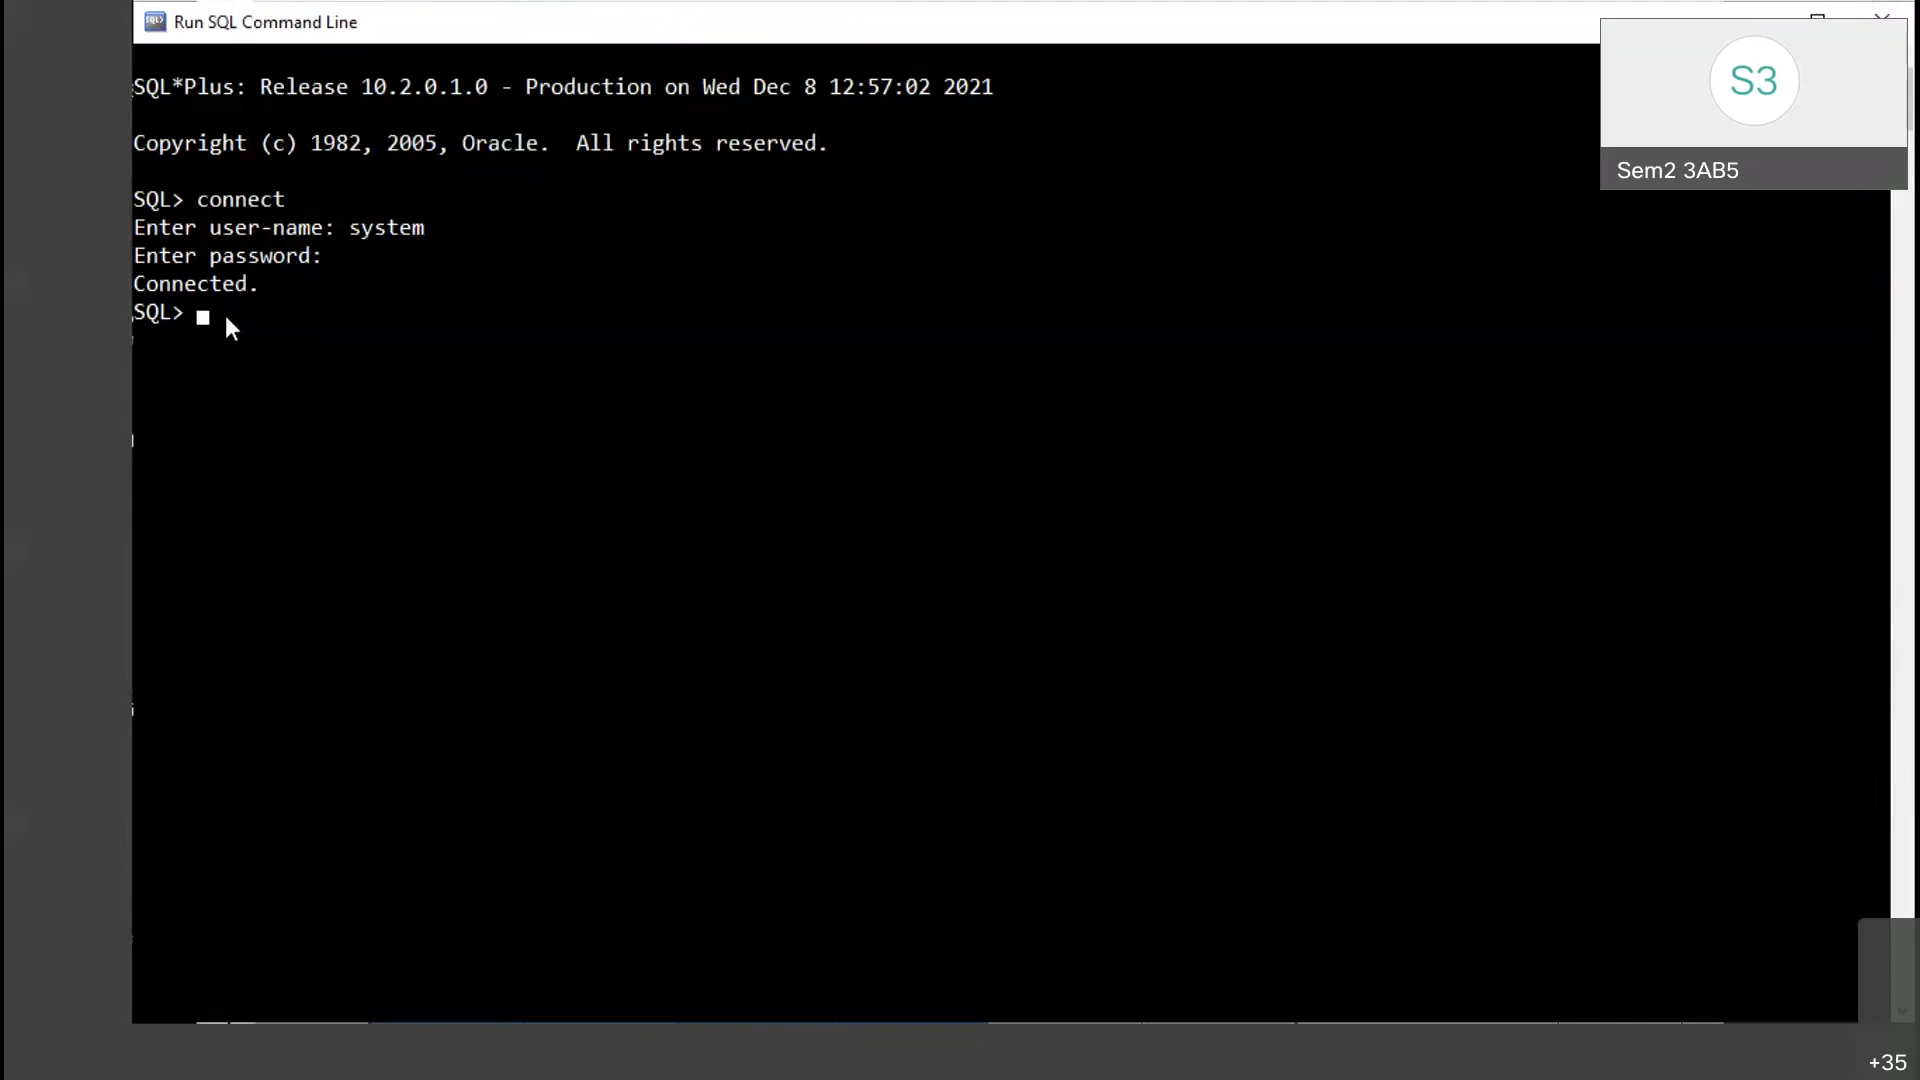 Run SQL Command Line
SQL*Plus: Release 10.2.0.1.0 - Production on Wed Dec 8 12:57:02 2021
Copyright (c) 1982, 2005, Oracle.  All rights reserved.
SQL> connect
Enter user-name: system
Enter password:
Connected.
SQL>
S3
Sem2 3AB5
+35